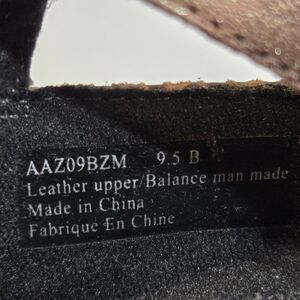 AAZ09BZM 9.5 B
Leather upper/Balance man made
Made in China
Fabrique En Chine